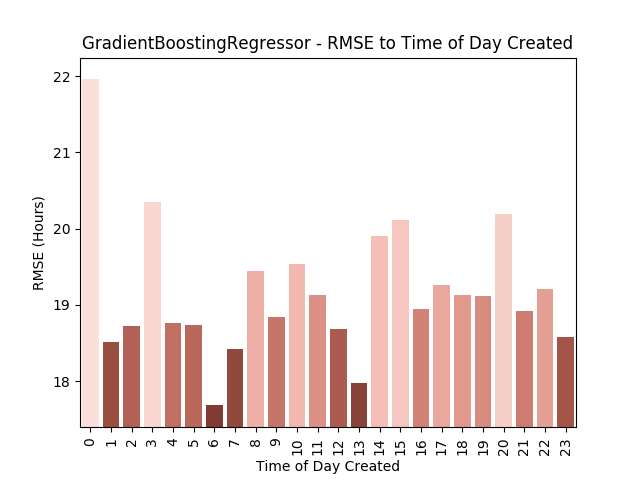 GradientBoostingRegressor - RMSE to Time of Day Created
22
21
20
19
18
RMSE (Hours)
0 1 2 3 4 5 6 7 8 9 10 11 12 13 14 15 16 17 18 19 20 21 22 23
Time of Day Created